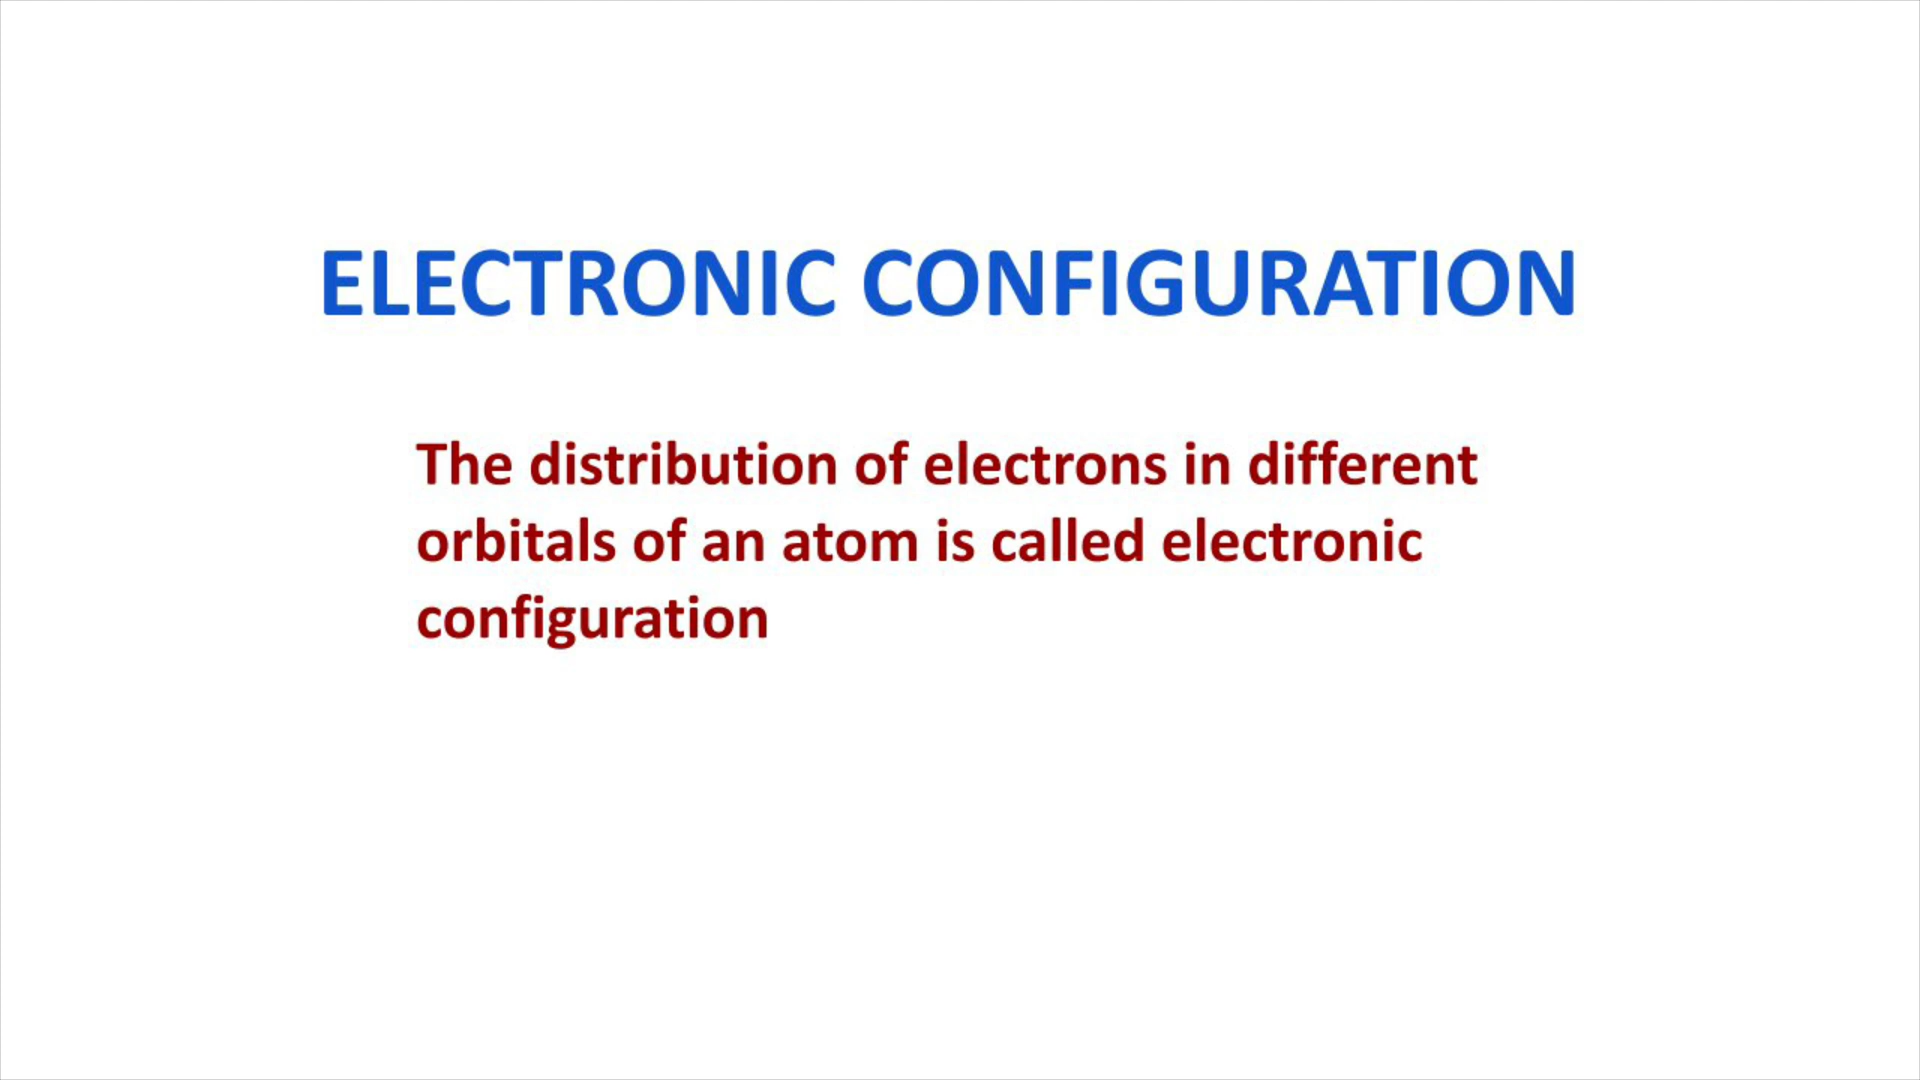 ELECTRONIC CONFIGURATION
The distribution of electrons in different
orbitals of an atom is called electronic
configuration